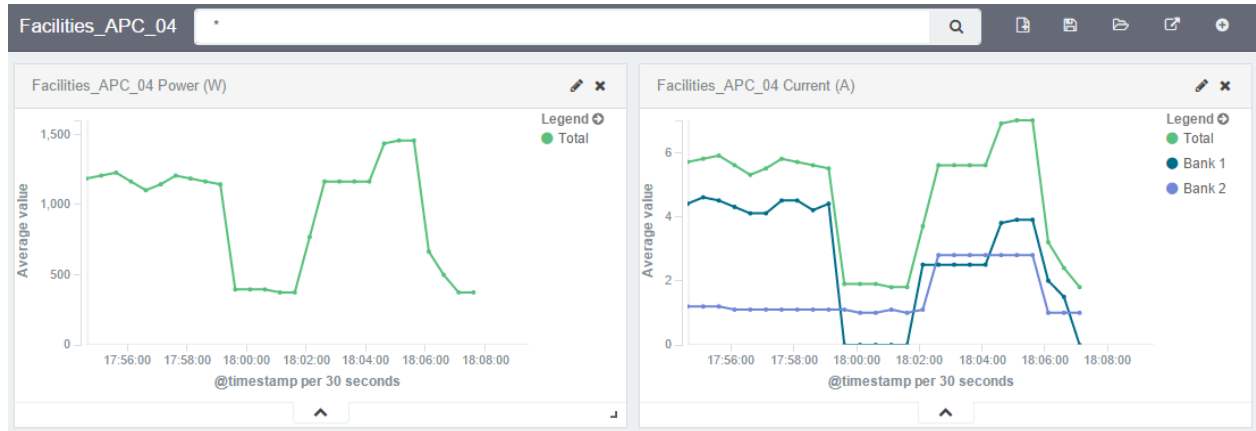 Facilities_APC_04 *
Facilities_APC_04 Power (W)
Legend
Total
1,500
1,000
500
0
Average value
17:56:00 17:58:00 18:00:00 18:02:00 18:04:00 18:06:00 18:08:00
@timestamp per 30 seconds
Facilities_APC_04 Current (A)
Legend
Total
Bank 1
Bank 2
6
4
2
0
Average value
17:56:00 17:58:00 18:00:00 18:02:00 18:04:00 18:06:00 18:08:00
@timestamp per 30 seconds